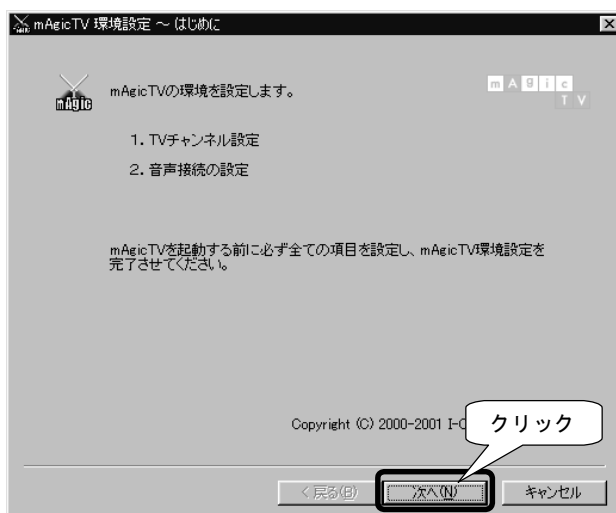 mAgicTV 環境設定 ~ はじめに
mAgic
mAgicTVの環境を設定します。
mAgic
TV
1. TVチャンネル設定
2. 音声接続の設定
mAgicTVを起動する前に必ず全ての項目を設定し、mAgicTV環境設定を
完了させてください。
Copyright (C) 2000-2001 I-O
クリック
< 戻る(B)
次へ(N)
キャンセル